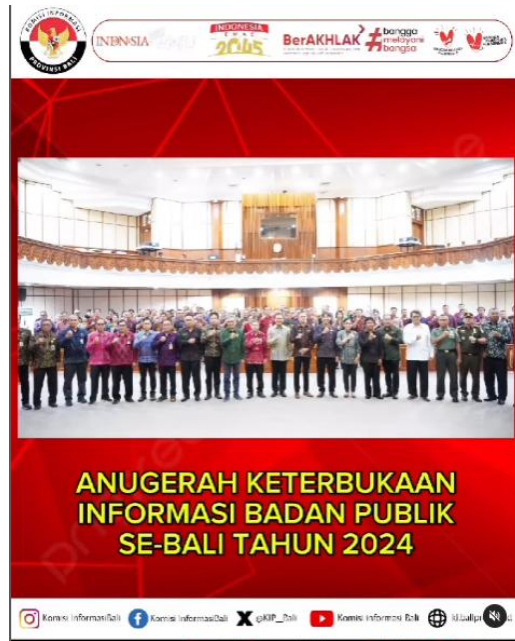 KOMISI INFORMASI
PROVINSI BALI
INDONESIA
INDONESIA
EMAS
2045
BerAKHLAK
#bangga
melayani
bangsa
ANUGERAH KETERBUKAAN
INFORMASI BADAN PUBLIK
SE-BALI TAHUN 2024
Komisi InformasiBali
Komisi InformasiBali
@KIP_Bali
Komisi Informasi Bali